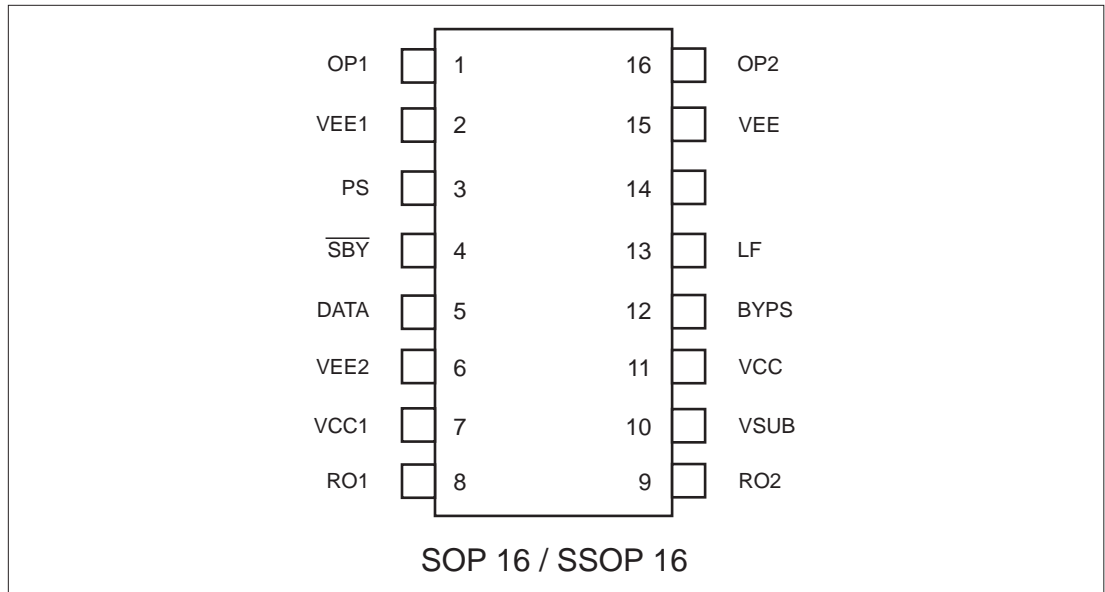 OP1 1 16 OP2
VEE1 2 15 VEE
PS 3 14
SBY 4 13 LF
DATA 5 12 BYPS
VEE2 6 11 VCC
VCC1 7 10 VSUB
RO1 8 9 RO2
SOP 16 / SSOP 16